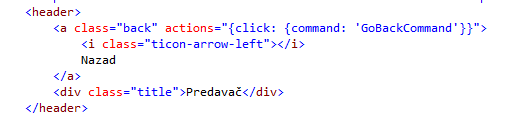 <header>
<a class="back" actions="{click: {command: 'GoBackCommand'}}">
<i class="ticon-arrow-left"></i>
Nazad
</a>
<div class="title">Predavač</div>
</header>